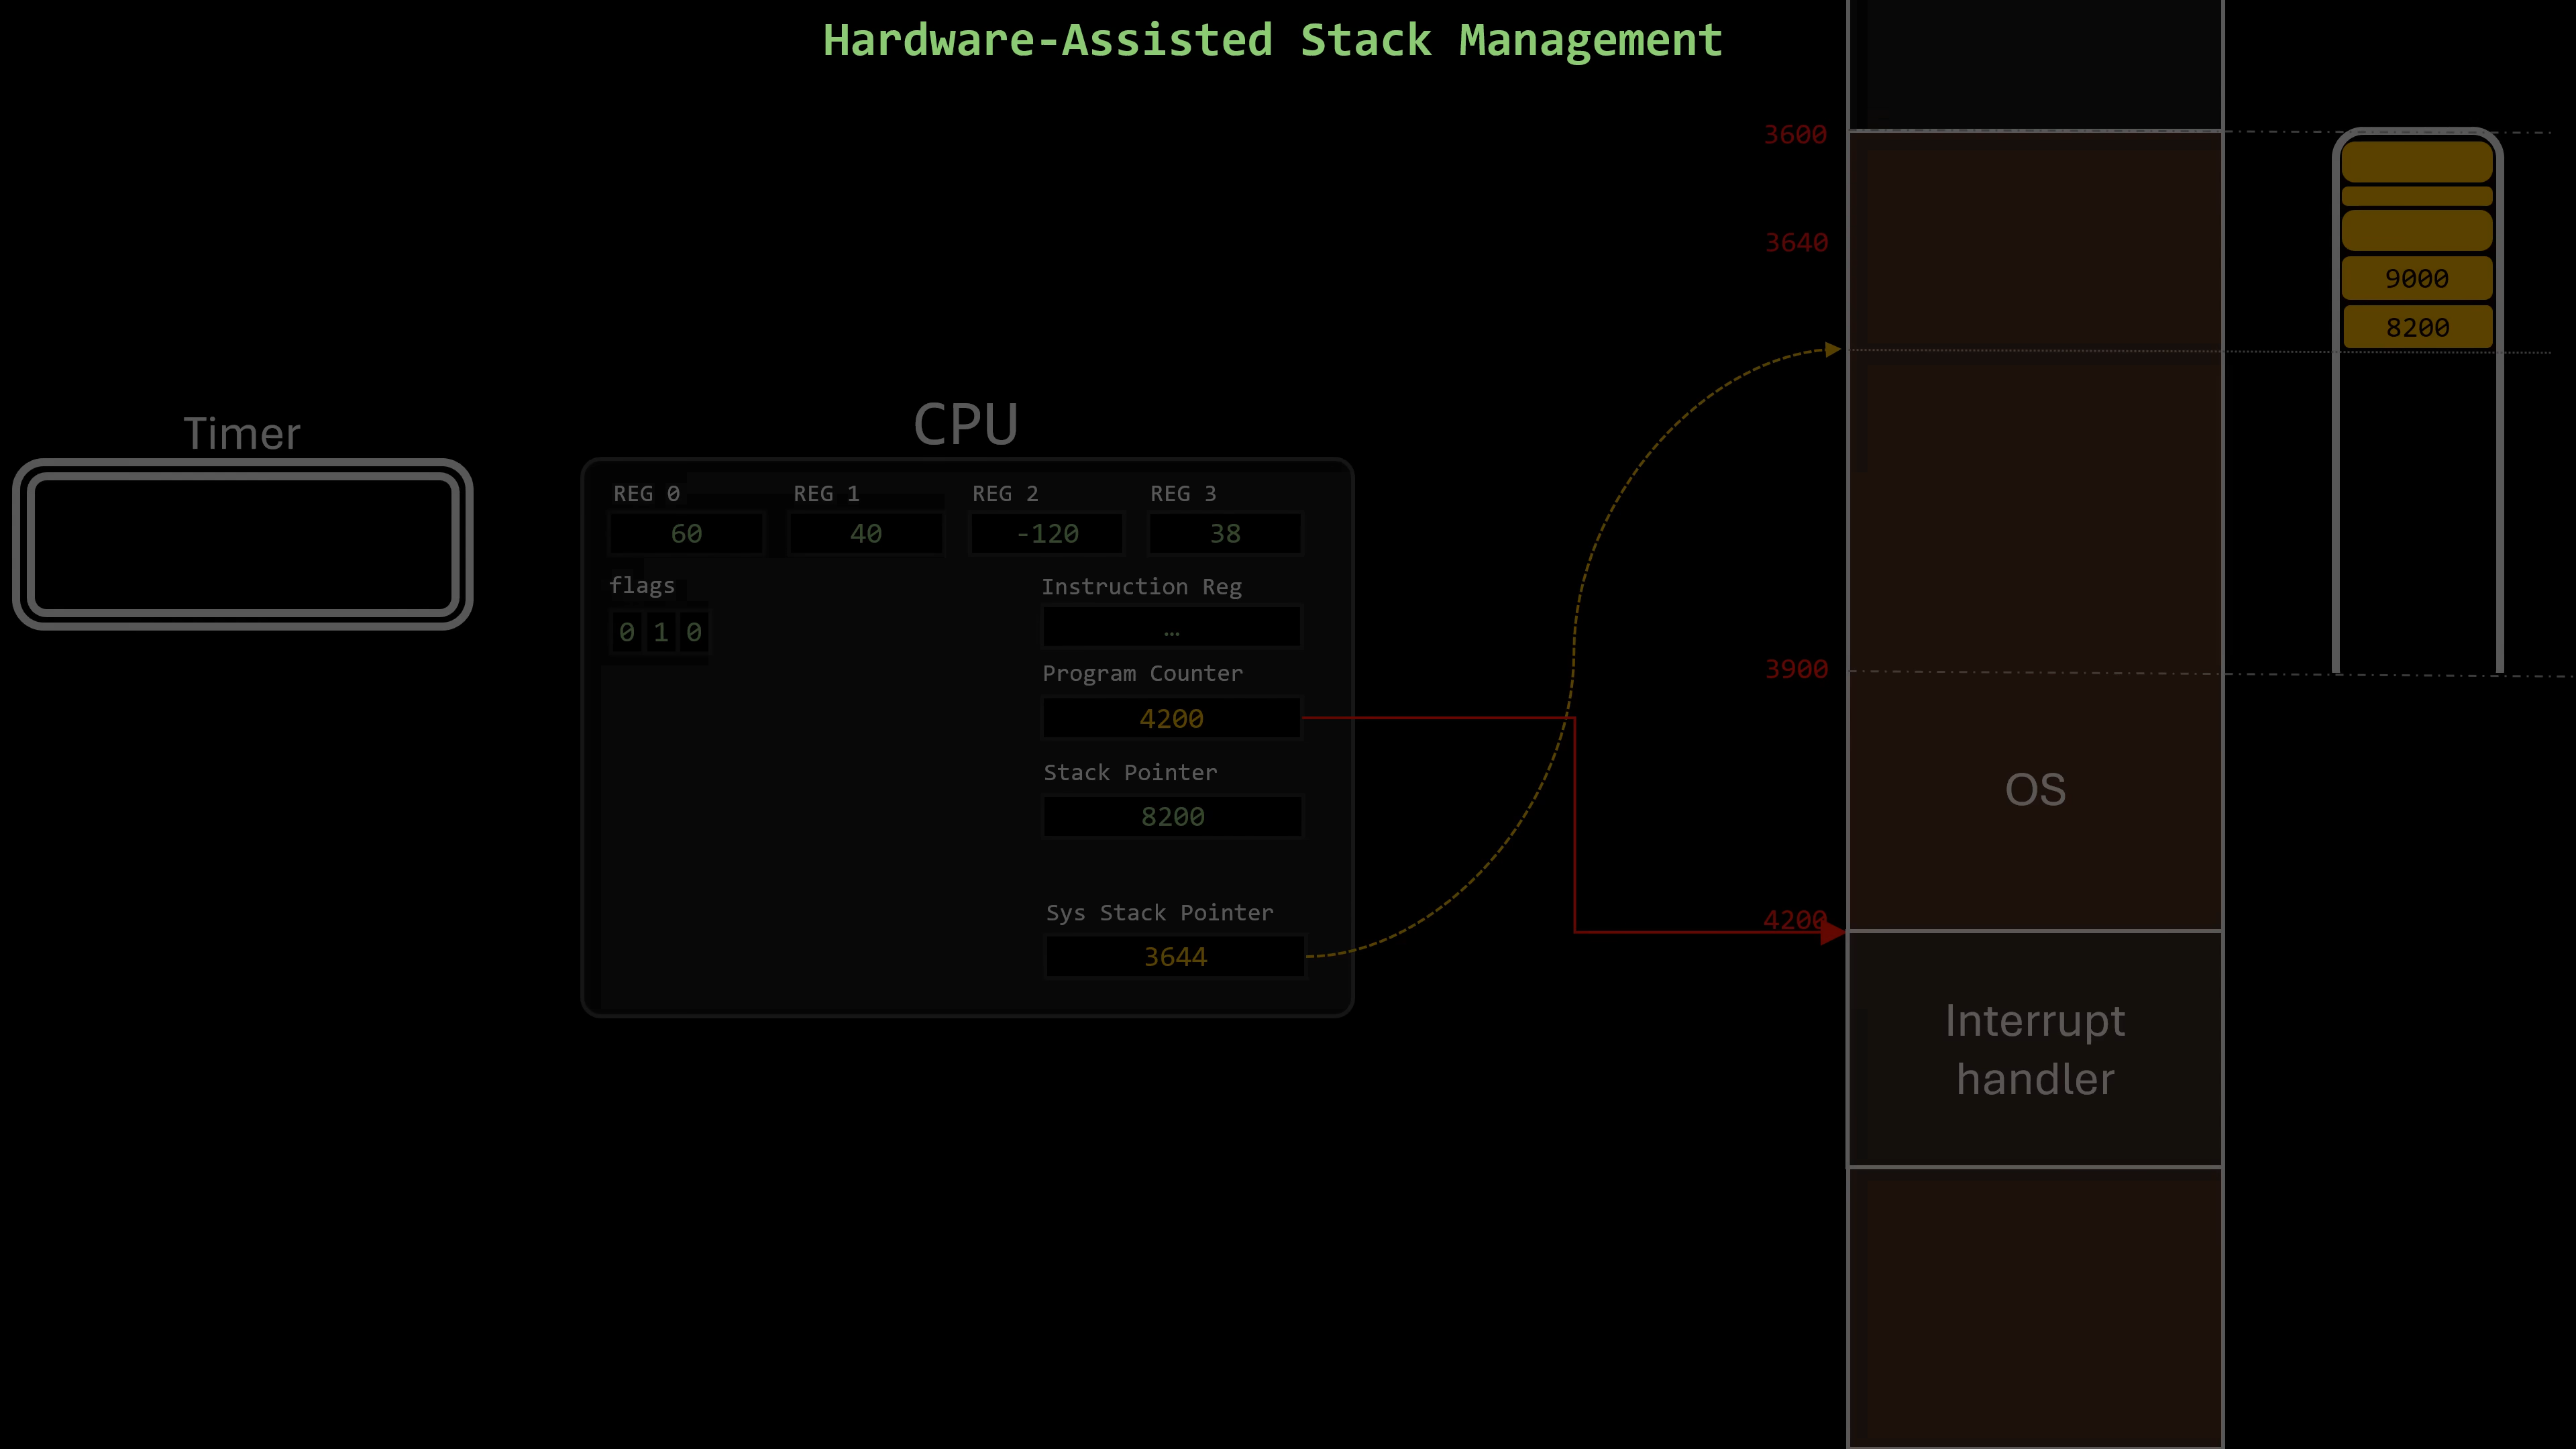 Hardware-Assisted Stack Management
3600
3640
9000
8200
Timer
CPU
REG 0 REG 1 REG 2 REG 3
60 40 -120 38
flags
0 1 0
Instruction Reg
…
Program Counter
4200
Stack Pointer
8200
Sys Stack Pointer
3644
3900
OS
4200
Interrupt
handler